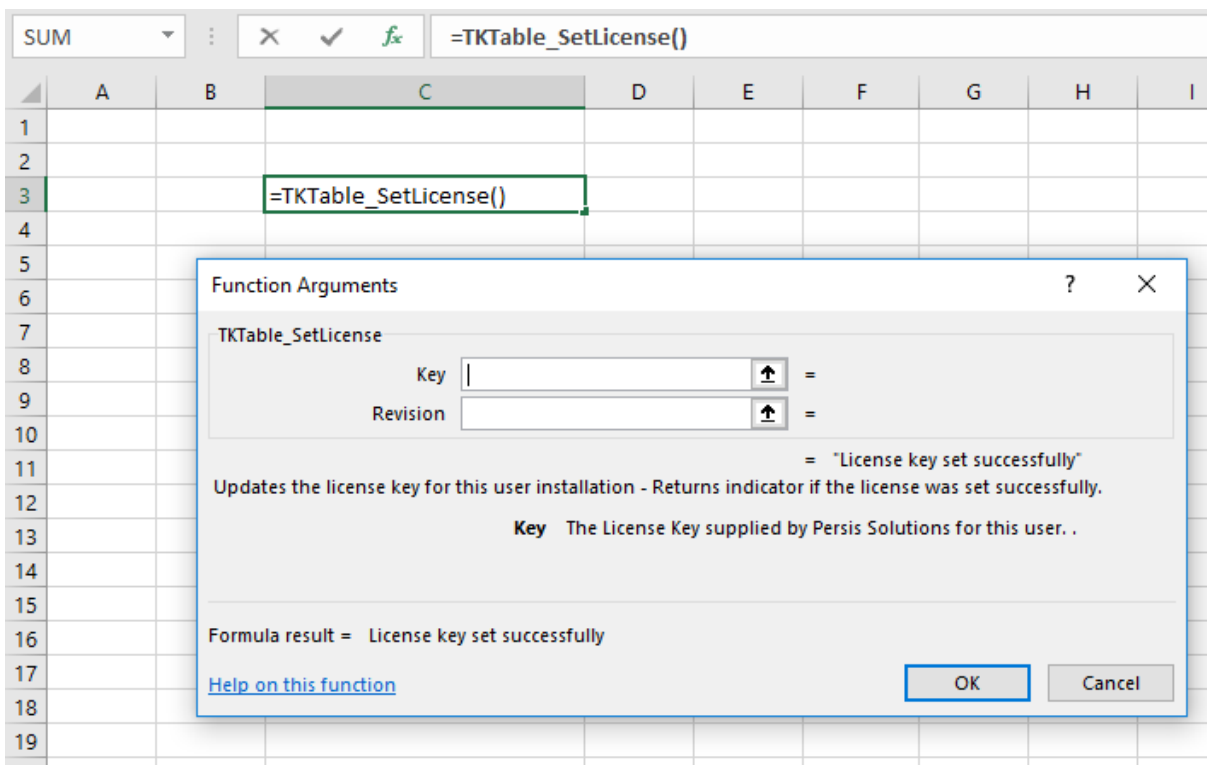 SUM fx =TKTable_SetLicense()
A B C D E F G H I
1
2
3 =TKTable_SetLicense()
4
5
6 Function Arguments ? 
7 TKTable_SetLicense
8 Key =
9
10 Revision =
11 = "License key set successfully"
12 Updates the license key for this user installation - Returns indicator if the license was set successfully.
13 Key The License Key supplied by Persis Solutions for this user. .
14
15
16 Formula result = License key set successfully
17 Help on this function OK Cancel
18
19